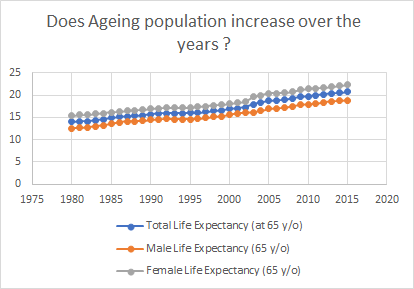 Does Ageing population increase over the
years ?
25
20
15
10
5
0
1975 1980 1985 1990 1995 2000 2005 2010 2015 2020
Total Life Expectancy (at 65 y/o)
Male Life Expectancy (65 y/o)
Female Life Expectancy (65 y/o)